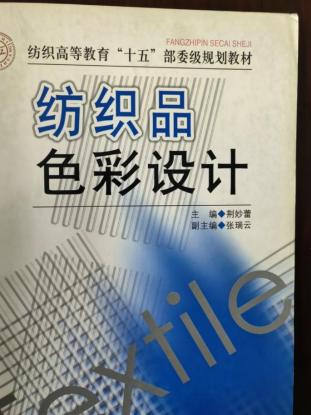 FANGZHIPIN SECAI SHEJI
纺织高等教育“十五”部委级规划教材
纺织品
色彩设计
主 编◆荆妙蕾
副主编◆张瑞云
textile